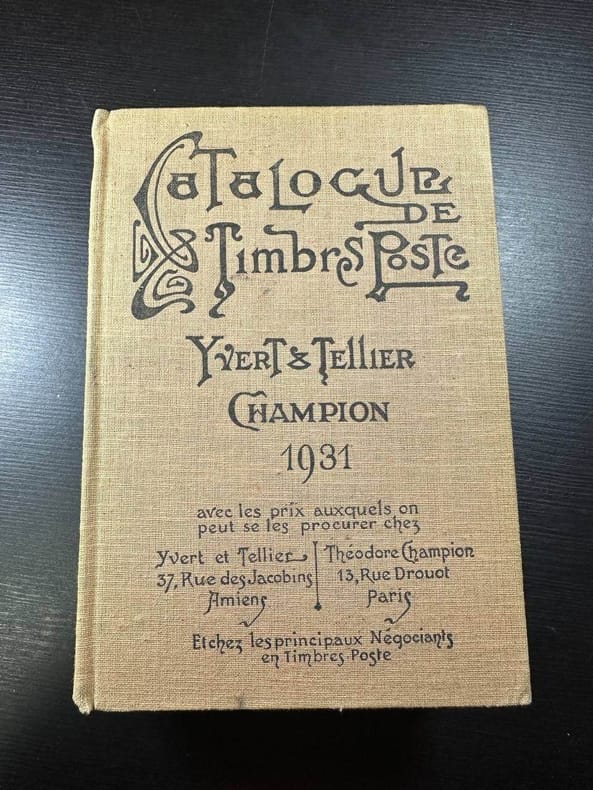 Catalogue
de
Timbres Poste
Yvert & Tellier
Champion
1931
avec les prix auxquels on
peut se les procurer chez
Yvert et Tellier
37, Rue des Jacobins
Amiens
Théodore Champion
13, Rue Drouot
Paris
Et chez les principaux Négociants
en Timbres-Poste